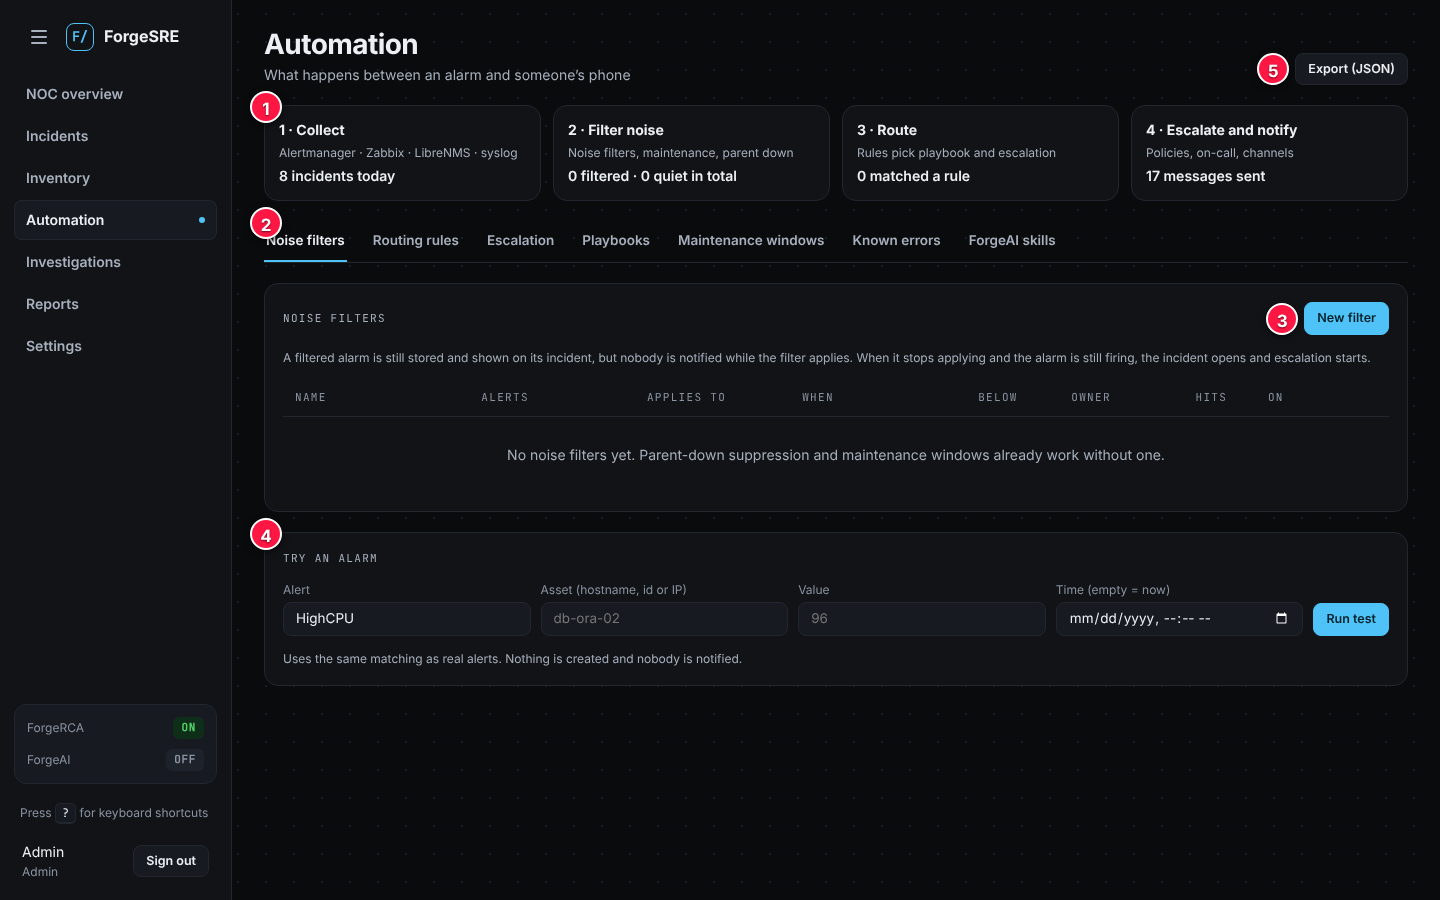 F/ ForgeSRE
NOC overview
Incidents
Inventory
Automation
Investigations
Reports
Settings
ForgeRCA ON
ForgeAI OFF
Press ? for keyboard shortcuts
Admin
Admin
Sign out
Automation
What happens between an alarm and someone's phone
5 Export (JSON)
1
1 · Collect
Alertmanager · Zabbix · LibreNMS · syslog
8 incidents today
2 · Filter noise
Noise filters, maintenance, parent down
0 filtered · 0 quiet in total
3 · Route
Rules pick playbook and escalation
0 matched a rule
4 · Escalate and notify
Policies, on-call, channels
17 messages sent
2
Noise filters Routing rules Escalation Playbooks Maintenance windows Known errors ForgeAI skills
NOISE FILTERS 3 New filter
A filtered alarm is still stored and shown on its incident, but nobody is notified while the filter applies. When it stops applying and the alarm is still firing, the incident opens and escalation starts.
NAME ALERTS APPLIES TO WHEN BELOW OWNER HITS ON
No noise filters yet. Parent-down suppression and maintenance windows already work without one.
4
TRY AN ALARM
Alert Asset (hostname, id or IP) Value Time (empty = now)
HighCPU db-ora-02 96 mm/dd/yyyy, --:-- -- Run test
Uses the same matching as real alerts. Nothing is created and nobody is notified.